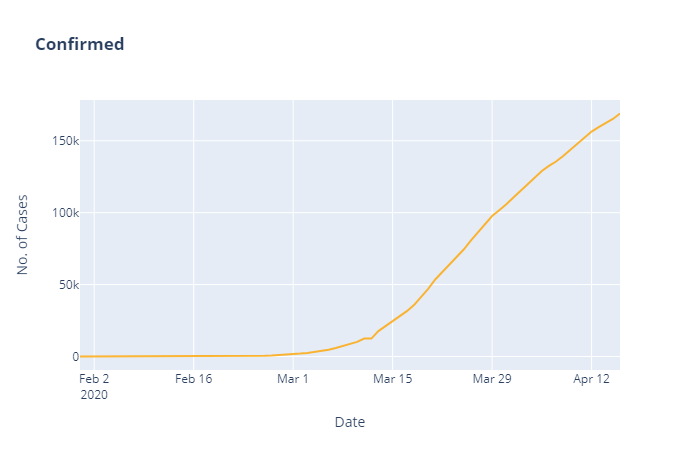 Confirmed
150k
100k
50k
0
No. of Cases
Feb 2
2020
Feb 16
Mar 1
Mar 15
Mar 29
Apr 12
Date